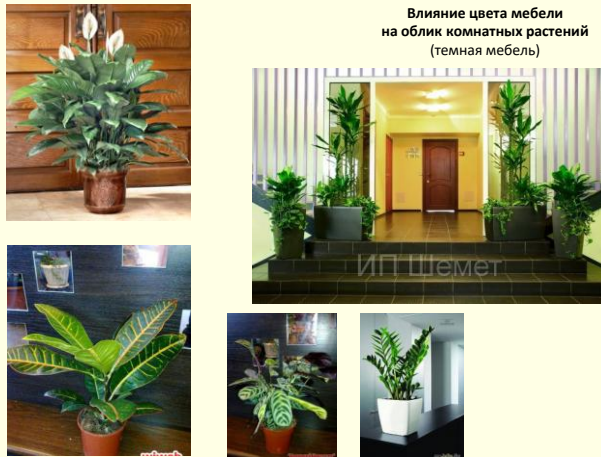 Влияние цвета мебели
на облик комнатных растений
(темная мебель)
ИП Шемет